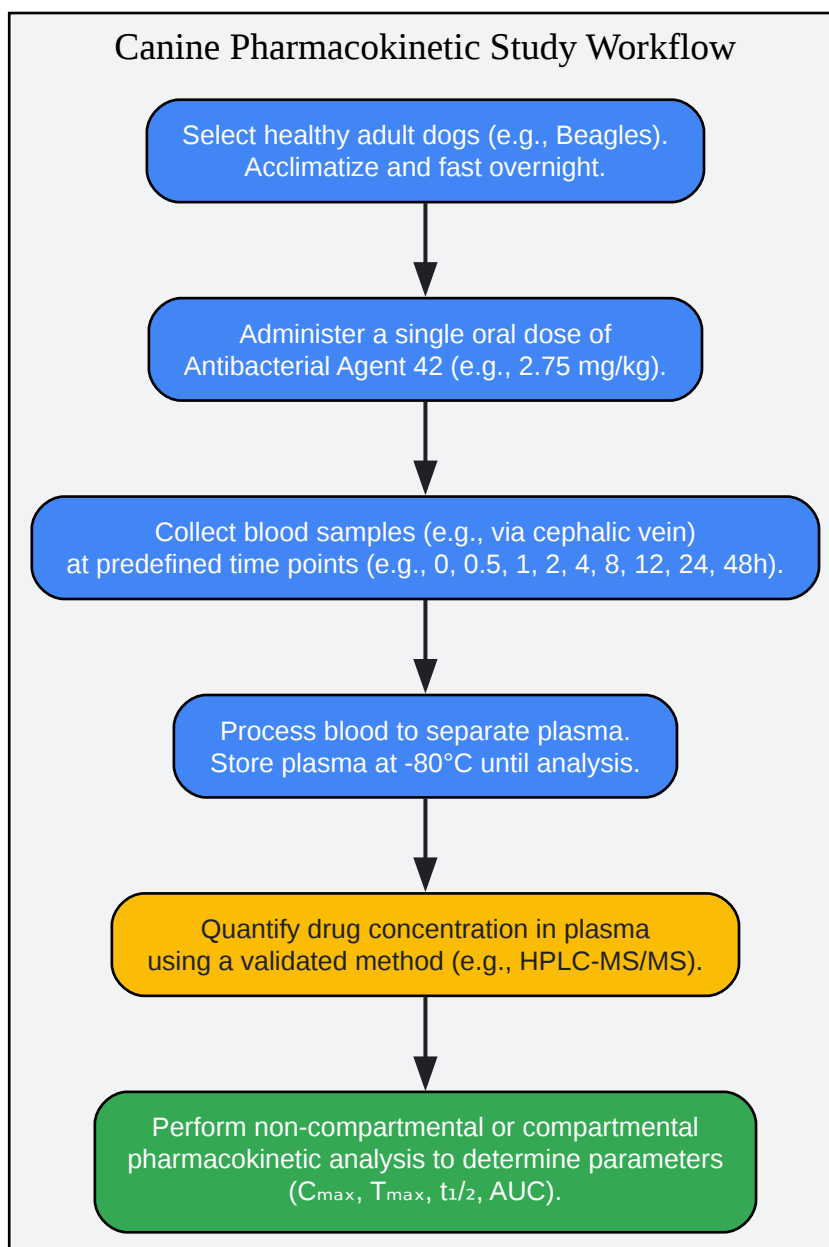 Canine Pharmacokinetic Study Workflow
Select healthy adult dogs (e.g., Beagles).
Acclimatize and fast overnight.
Administer a single oral dose of
Antibacterial Agent 42 (e.g., 2.75 mg/kg).
Collect blood samples (e.g., via cephalic vein)
at predefined time points (e.g., 0, 0.5, 1, 2, 4, 8, 12, 24, 48h).
Process blood to separate plasma.
Store plasma at -80°C until analysis.
Quantify drug concentration in plasma
using a validated method (e.g., HPLC-MS/MS).
Perform non-compartmental or compartmental
pharmacokinetic analysis to determine parameters
(Cₘₐₓ, Tₘₐₓ, t₁/₂, AUC).